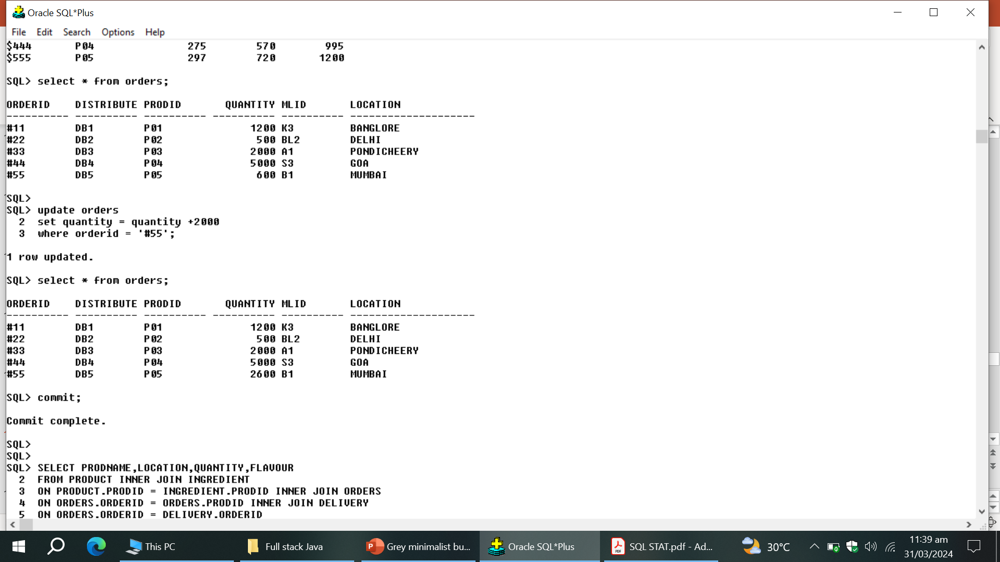 Oracle SQL*Plus
File Edit Search Options Help
$444       P04               275        570        995
$555       P05               297        720       1200
SQL> select * from orders;
ORDERID    DISTRIBUTE PRODID       QUANTITY MLID       LOCATION
---------- ---------- ---------- ---------- ---------- --------------------
#11        DB1        P01              1200 K3         BANGLORE
#22        DB2        P02               500 BL2        DELHI
#33        DB3        P03              2000 A1         PONDICHEERY
#44        DB4        P04              5000 S3         GOA
#55        DB5        P05               600 B1         MUMBAI
SQL>
SQL> update orders
  2  set quantity = quantity +2000
  3  where orderid = '#55';
1 row updated.
SQL> select * from orders;
ORDERID    DISTRIBUTE PRODID       QUANTITY MLID       LOCATION
---------- ---------- ---------- ---------- ---------- --------------------
#11        DB1        P01              1200 K3         BANGLORE
#22        DB2        P02               500 BL2        DELHI
#33        DB3        P03              2000 A1         PONDICHEERY
#44        DB4        P04              5000 S3         GOA
#55        DB5        P05              2600 B1         MUMBAI
SQL> commit;
Commit complete.
SQL>
SQL>
SQL> SELECT PRODNAME,LOCATION,QUANTITY,FLAVOUR
  2  FROM PRODUCT INNER JOIN INGREDIENT
  3  ON PRODUCT.PRODID = INGREDIENT.PRODID INNER JOIN ORDERS
  4  ON ORDERS.ORDERID = ORDERS.PRODID INNER JOIN DELIVERY
  5  ON ORDERS.ORDERID = DELIVERY.ORDERID
This PC Full stack Java Grey minimalist bu... Oracle SQL*Plus SQL STAT.pdf - Ad... 30°C 11:39 am
31/03/2024